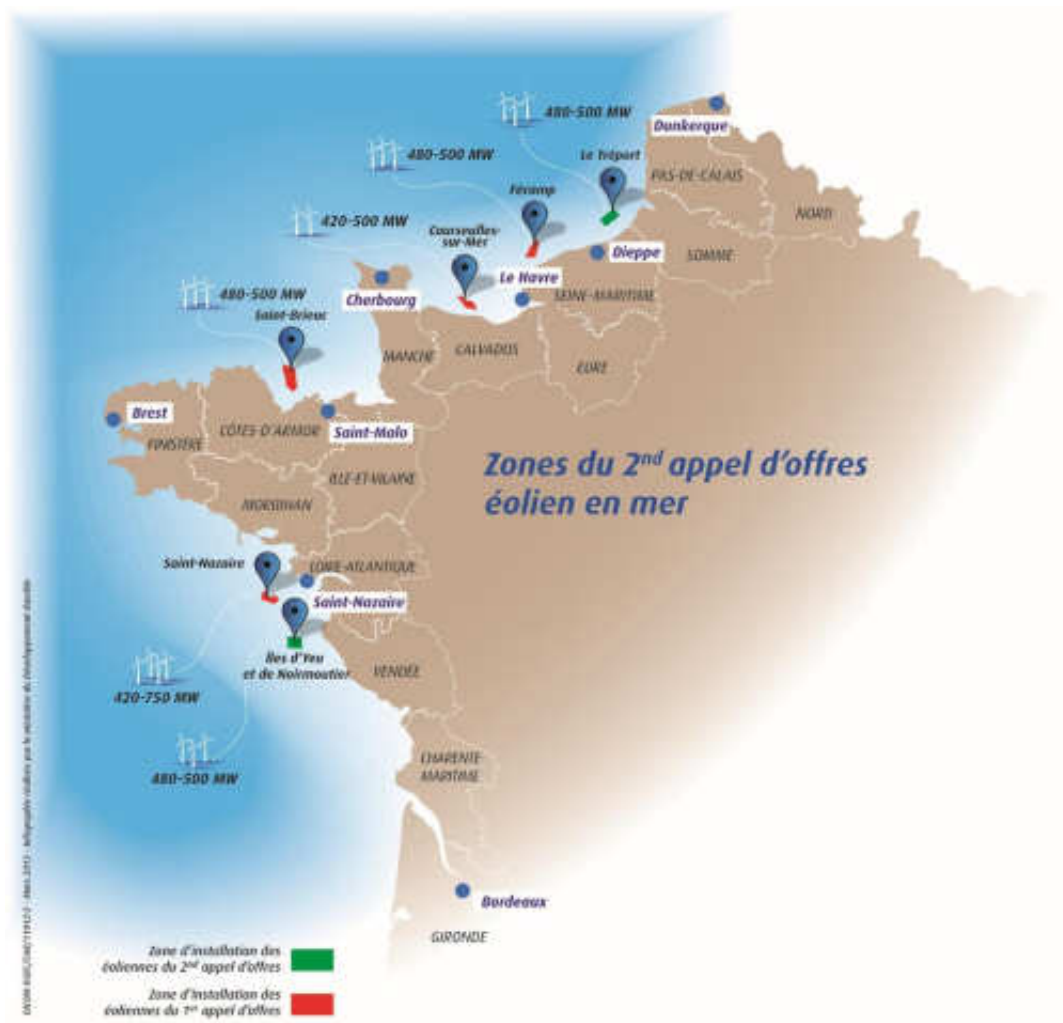 480-500 MW
Dunkerque
480-500 MW
Le Tréport
PAS-DE-CALAIS
Fécamp
NORD
420-500 MW
Courseulles-
sur-Mer
Dieppe
SOMME
Le Havre
480-500 MW
Cherbourg
SEINE-MARITIME
Saint-Brieuc
MANCHE
CALVADOS
EURE
Brest
FINISTÈRE
CÔTES-D'ARMOR
Saint-Malo
Zones du 2nd appel d'offres
éolien en mer
ILLE-ET-VILAINE
MORBIHAN
Saint-Nazaire
LOIRE-ATLANTIQUE
Saint-Nazaire
Îles d'Yeu
et de Noirmoutier
VENDÉE
420-750 MW
480-500 MW
CHARENTE-
MARITIME
Bordeaux
GIRONDE
Zone d'installation des
éoliennes du 2nd appel d'offres
Zone d'installation des
éoliennes du 1er appel d'offres